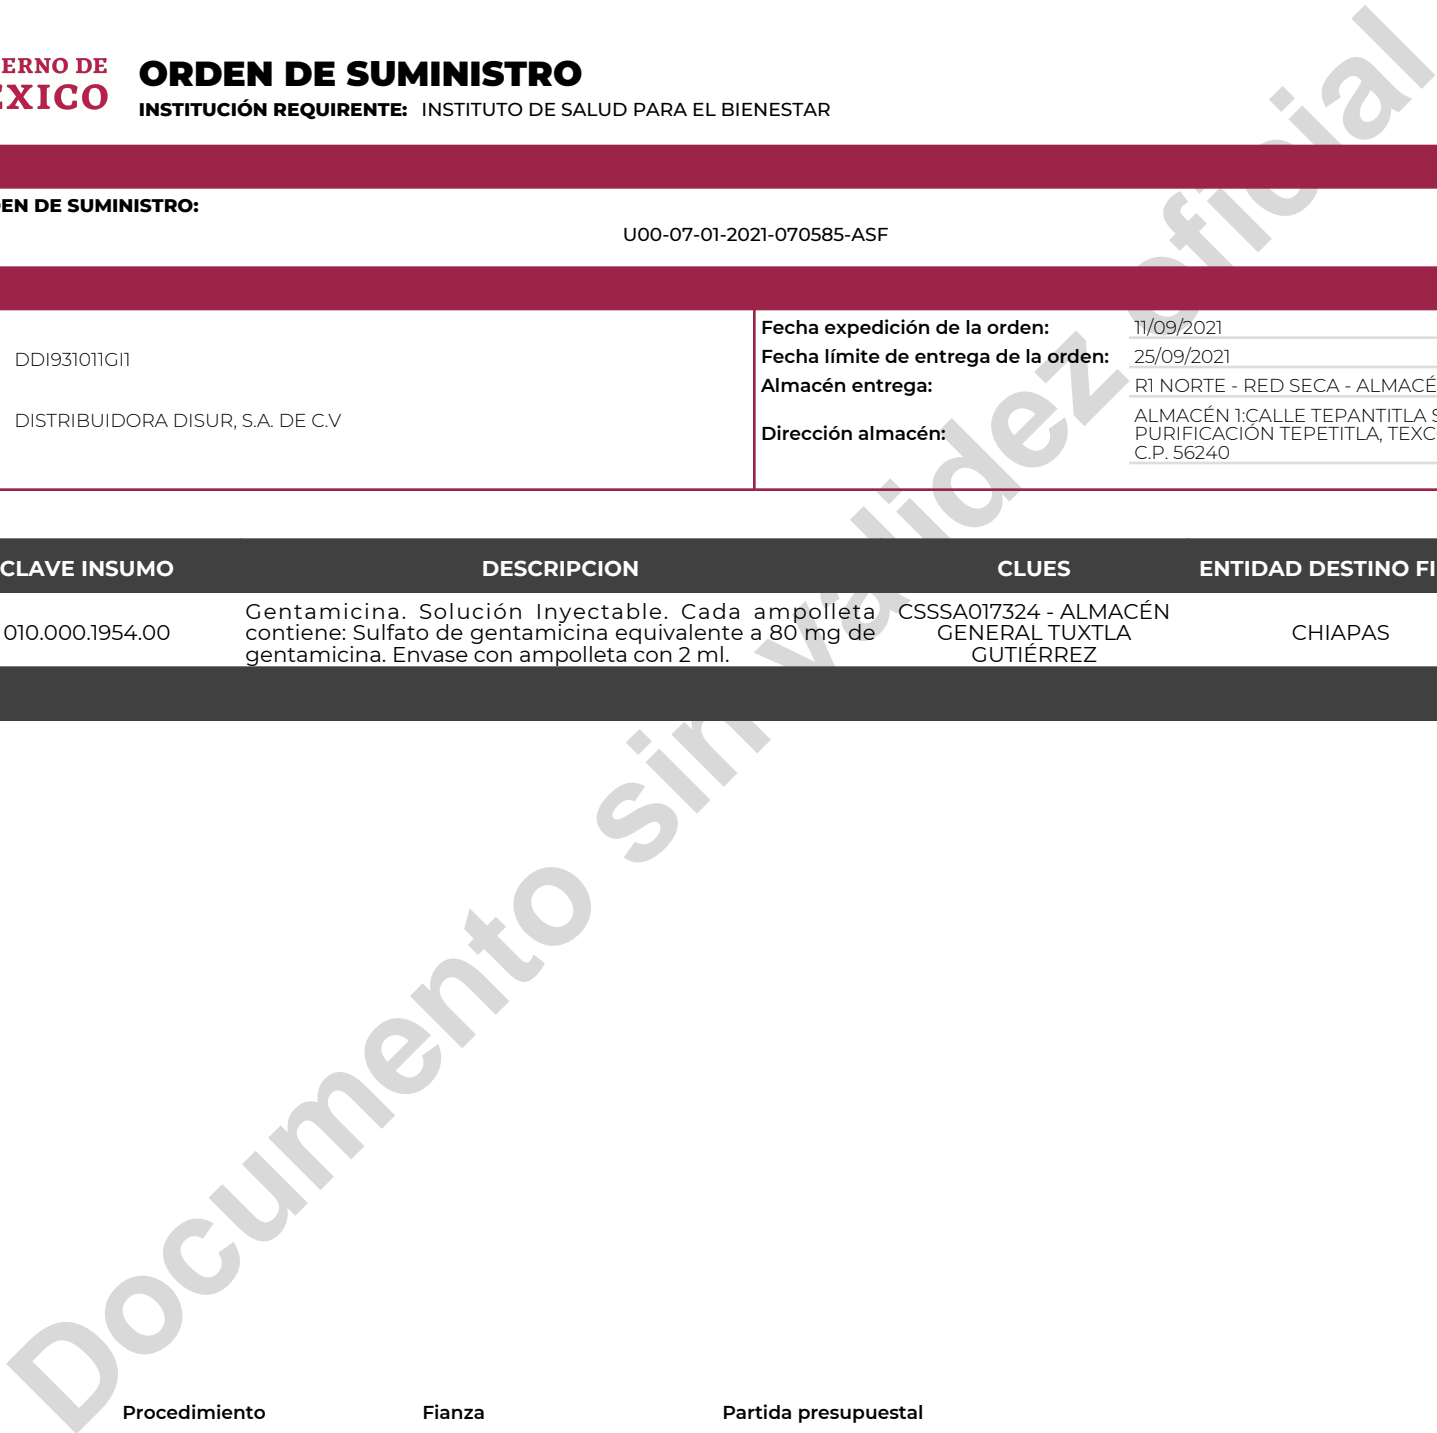 ERNO DE
ORDEN DE SUMINISTRO
EXICO
INSTITUCIÓN REQUIRENTE: INSTITUTO DE SALUD PARA EL BIENESTAR
EN DE SUMINISTRO:
U00-07-01-2021-070585-ASF
DDI931011GI1
DISTRIBUIDORA DISUR, S.A. DE C.V
Fecha expedición de la orden: 11/09/2021
Fecha límite de entrega de la orden: 25/09/2021
Almacén entrega: R1 NORTE - RED SECA - ALMACÉ
Dirección almacén: ALMACÉN 1:CALLE TEPANTITLA S
PURIFICACIÓN TEPETITLA, TEXC
C.P. 56240
CLAVE INSUMO DESCRIPCION CLUES ENTIDAD DESTINO FI
010.000.1954.00
Gentamicina. Solución Inyectable. Cada ampolleta
contiene: Sulfato de gentamicina equivalente a 80 mg de
gentamicina. Envase con ampolleta con 2 ml.
CSSSA017324 - ALMACÉN
GENERAL TUXTLA
GUTIÉRREZ
CHIAPAS
Documento sin validez oficial
Procedimiento Fianza Partida presupuestal